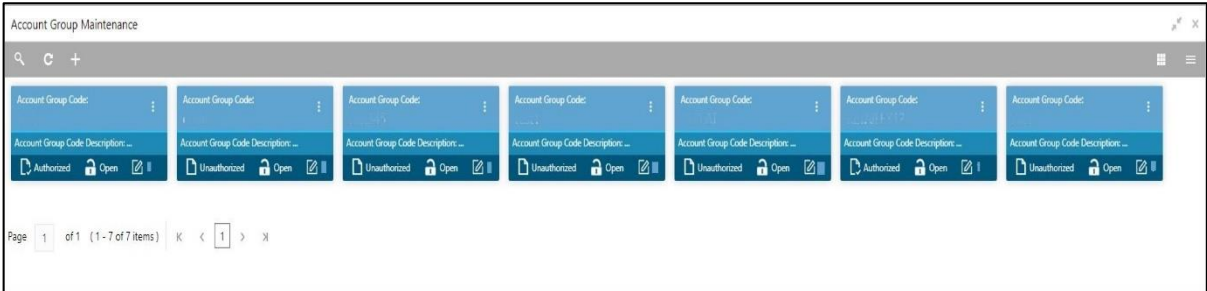 Account Group Maintenance
Account Group Code: Account Group Code: Account Group Code: Account Group Code: Account Group Code: Account Group Code: Account Group Code:
Account Group Code Description: ... Account Group Code Description: ... Account Group Code Description: ... Account Group Code Description: ... Account Group Code Description: ... Account Group Code Description: ... Account Group Code Description: ...
Authorized Open Unauthorized Open Unauthorized Open Unauthorized Open Unauthorized Open Authorized Open Unauthorized Open
Page 1 of 1 (1 - 7 of 7 items) 1